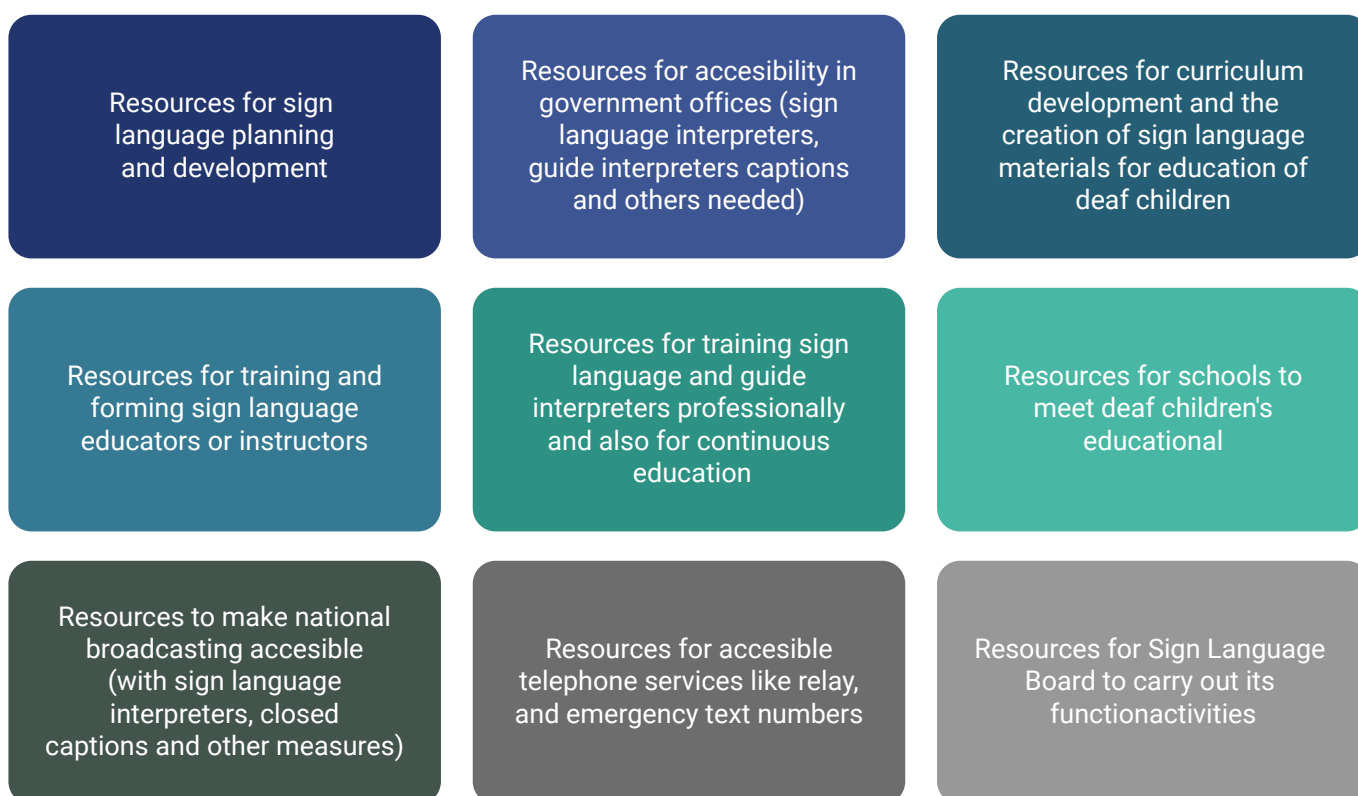 Resources for sign
language planning
and development
Resources for accesibility in
government offices (sign
language interpreters,
guide interpreters captions
and others needed)
Resources for curriculum
development and the
creation of sign language
materials for education of
deaf children
Resources for training and
forming sign language
educators or instructors
Resources for training sign
language and guide
interpreters professionally
and also for continuous
education
Resources for schools to
meet deaf children's
educational
Resources to make national
broadcasting accesible
(with sign language
interpreters, closed
captions and other measures)
Resources for accesible
telephone services like relay,
and emergency text numbers
Resources for Sign Language
Board to carry out its
functionactivities